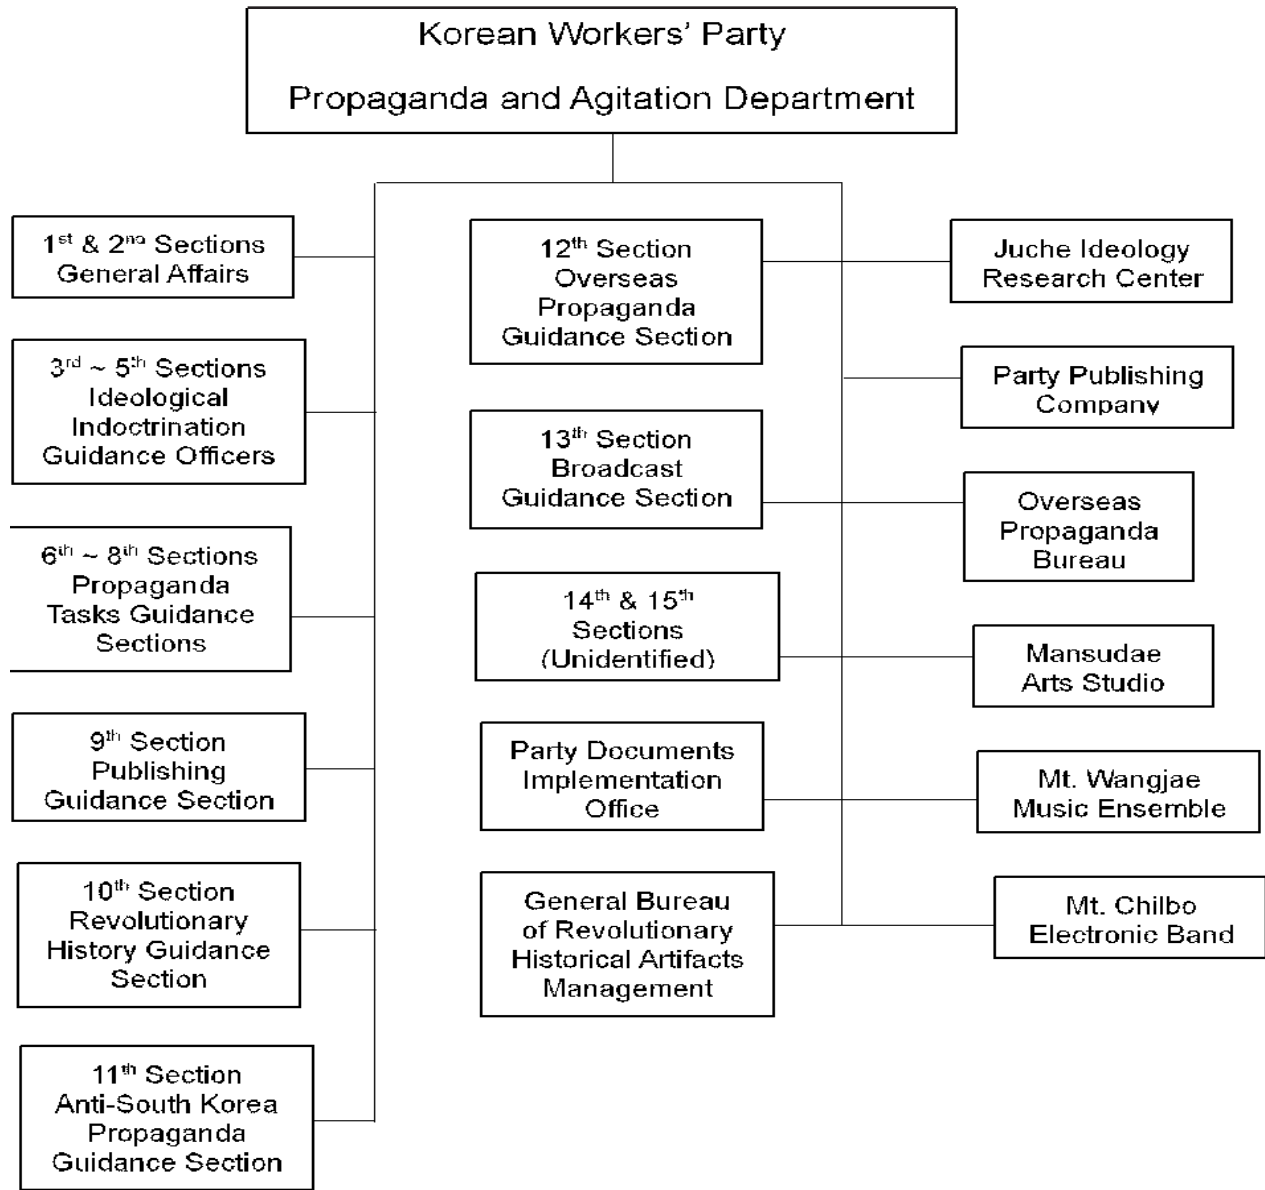 Korean Workers' Party
Propaganda and Agitation Department
1st & 2nd Sections
General Affairs
3rd ~ 5th Sections
Ideological
Indoctrination
Guidance Officers
6th ~ 8th Sections
Propaganda
Tasks Guidance
Sections
9th Section
Publishing
Guidance Section
10th Section
Revolutionary
History Guidance
Section
11th Section
Anti-South Korea
Propaganda
Guidance Section
12th Section
Overseas
Propaganda
Guidance Section
13th Section
Broadcast
Guidance Section
14th & 15th
Sections
(Unidentified)
Party Documents
Implementation
Office
General Bureau
of Revolutionary
Historical Artifacts
Management
Juche Ideology
Research Center
Party Publishing
Company
Overseas
Propaganda
Bureau
Mansudae
Arts Studio
Mt. Wangjae
Music Ensemble
Mt. Chilbo
Electronic Band